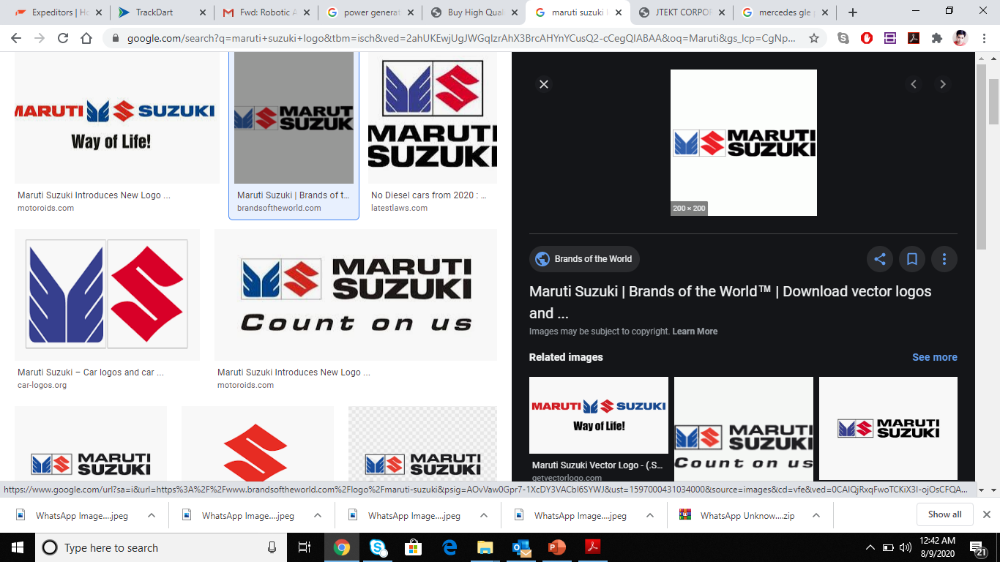 Expeditors | Ho
TrackDart
Fwd: Robotic A
power generat
Buy High Quali
maruti suzuki l
JTEKT CORPOR
mercedes gle p
google.com/search?q=maruti+suzuki+logo&tbm=isch&ved=2ahUKEwjUgJWGqIzrAhX3BrcAHYnYCusQ2-cCegQIABAA&oq=Maruti&gs_lcp=CgNp...
MARUTI SUZUKI
Way of Life!
Maruti Suzuki Introduces New Logo ...
motoroids.com
MARUT
SUZUK
Maruti Suzuki | Brands of t...
brandsoftheworld.com
MARUTI
SUZUKI
No Diesel cars from 2020 : ...
latestlaws.com
Maruti Suzuki – Car logos and car ...
car-logos.org
MARUTI
SUZUKI
Count on us
Maruti Suzuki Introduces New Logo ...
motoroids.com
MARUTI
SUZUKI
MARUTI
SUZUKI
MARUTI
SUZUKI
200 × 200
Brands of the World
Maruti Suzuki | Brands of the World™ | Download vector logos
and ...
Images may be subject to copyright. Learn More
Related images
See more
MARUTI SUZUKI
Way of Life!
Maruti Suzuki Vector Logo - (.S...
getvectorlogo.com
MARUTI
SUZUKI
Count on us
MARUTI
SUZUKI
https://www.google.com/url?sa=i&url=https%3A%2F%2Fwww.brandsoftheworld.com%2Flogo%2Fmaruti-suzuki&psig=AOvVaw0Gpr7-1XcDY3VACbI6SYWJ&ust=1597000431034000&source=images&cd=vfe&ved=0CAIQjRxqFwoTCKiX3I-ojOsCFQA...
WhatsApp Image....jpeg
WhatsApp Image....jpeg
WhatsApp Image....jpeg
WhatsApp Image....jpeg
WhatsApp Unknow....zip
Show all
Type here to search
12:42 AM
8/9/2020
21